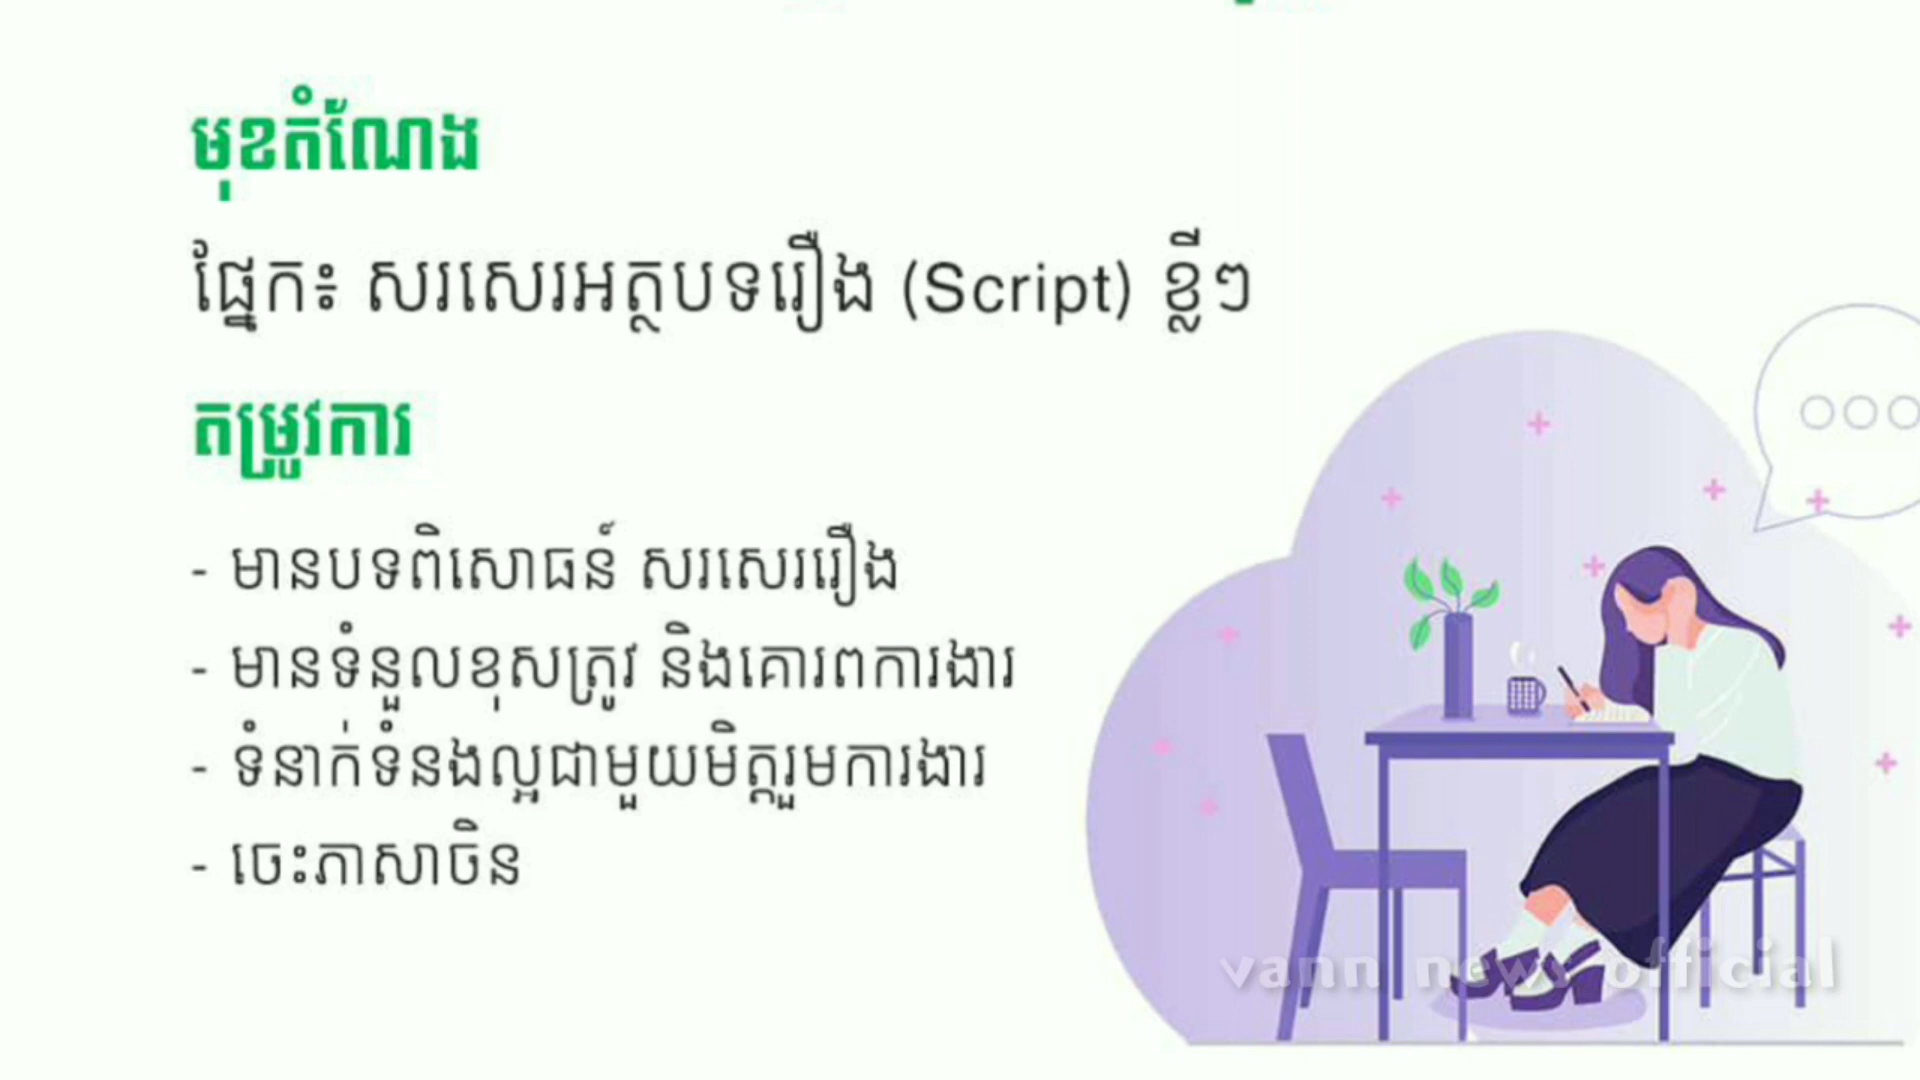 មុខតំណែង
ផ្នែក៖ សរសេរអត្ថបទរឿង (Script) ខ្លីៗ
តម្រូវការ
- មានបទពិសោធន៍ សរសេររឿង
- មានទំនួលខុសត្រូវ និងគោរពការងារ
- ទំនាក់ទំនងល្អជាមួយមិត្តរួមការងារ
- ចេះភាសាចិន
vann news official